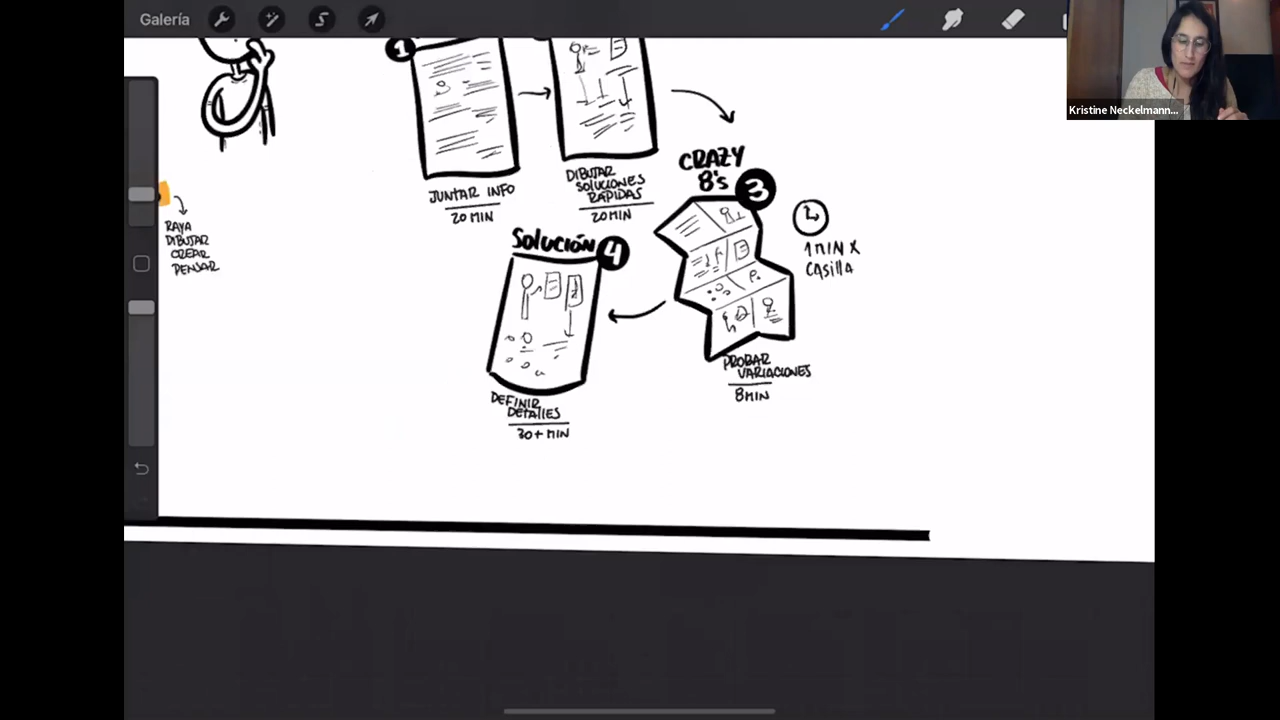 Galería
Kristine Neckelmann...
1
JUNTAR INFO
20 MIN
DIBUJAR
SOLUCIONES
RÁPIDAS
20 MIN
CRAZY
8's
3
1 MIN X
CASILLA
PROBAR
VARIACIONES
8 MIN
SOLUCIÓN
4
DEFINIR
DETALLES
30+ MIN
RAYA
DIBUJAR
CREAR
PENSAR